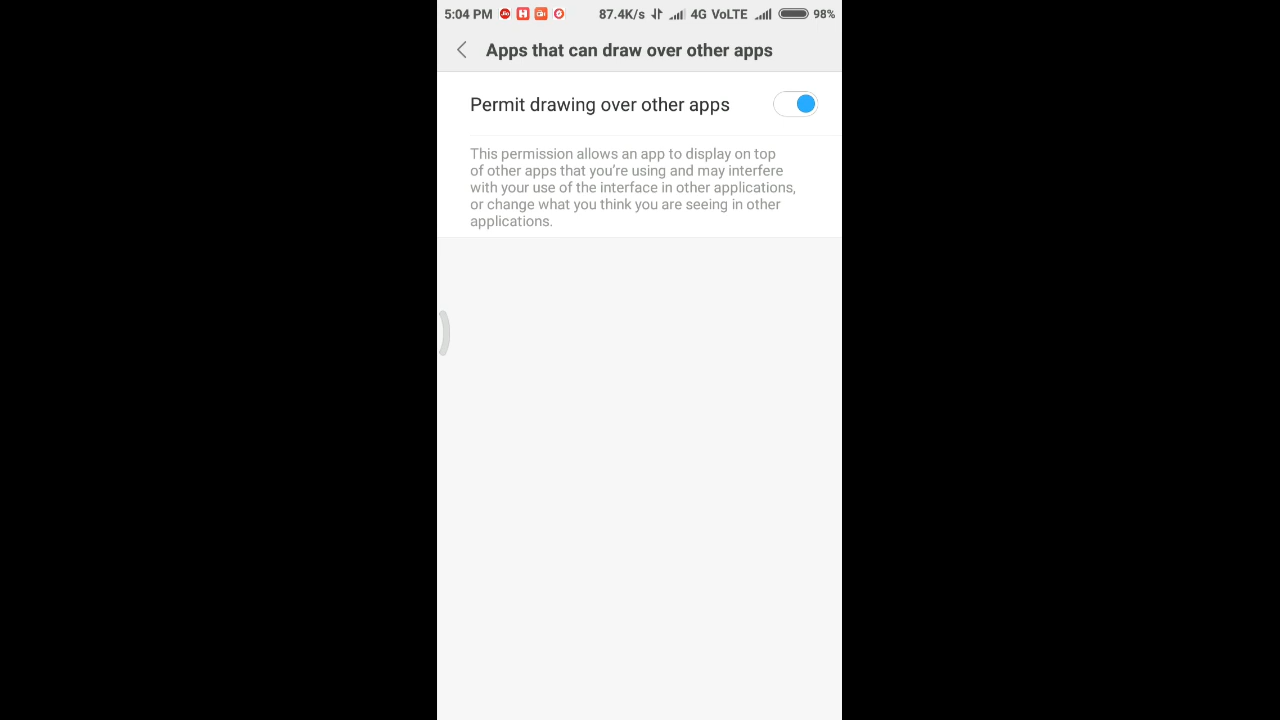 5:04 PM Jio H 87.4K/s 4G VoLTE 98%
Apps that can draw over other apps
Permit drawing over other apps
This permission allows an app to display on top
of other apps that you're using and may interfere
with your use of the interface in other applications,
or change what you think you are seeing in other
applications.